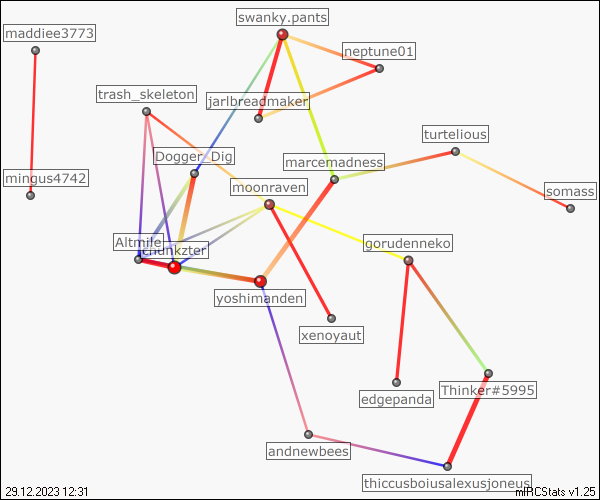 swanky.pants
maddiee3773
neptune01
trash_skeleton
jarlbreadmaker
turtelious
Dogger_Dig
marcemadness
mingus4742
moonraven
somass
Altmife
gorudenneko
yoshimanden
xenoyaut
Thinker#5995
edgepanda
andnewbees
thiccusboiusalexusjoneus
29.12.2023 12:31
mIRCStats v1.25